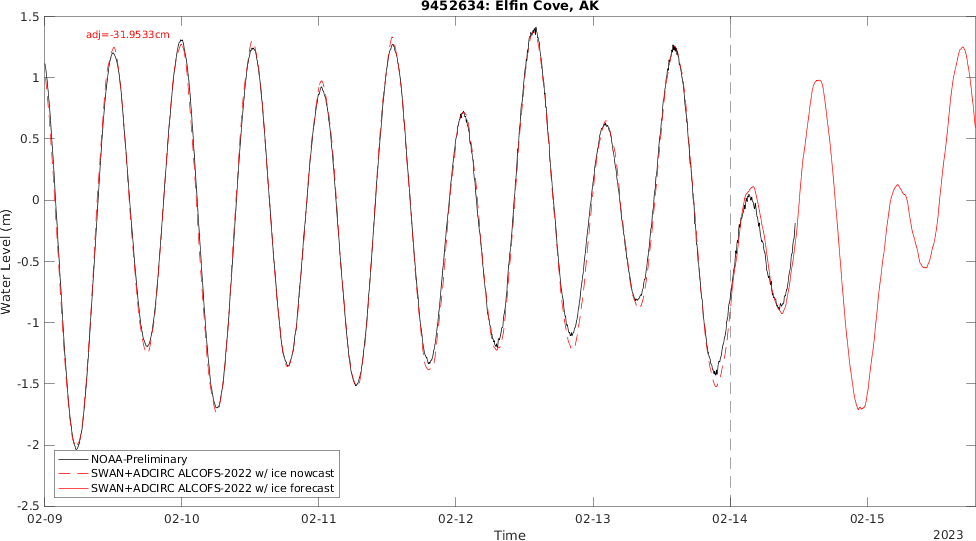 9452634: Elfin Cove, AK
adj=-31.9533cm
1.5
1
0.5
0
-0.5
-1
-1.5
-2
-2.5
Water Level (m)
NOAA-Preliminary
SWAN+ADCIRC ALCOFS-2022 w/ ice nowcast
SWAN+ADCIRC ALCOFS-2022 w/ ice forecast
02-09 02-10 02-11 02-12 02-13 02-14 02-15
Time
2023